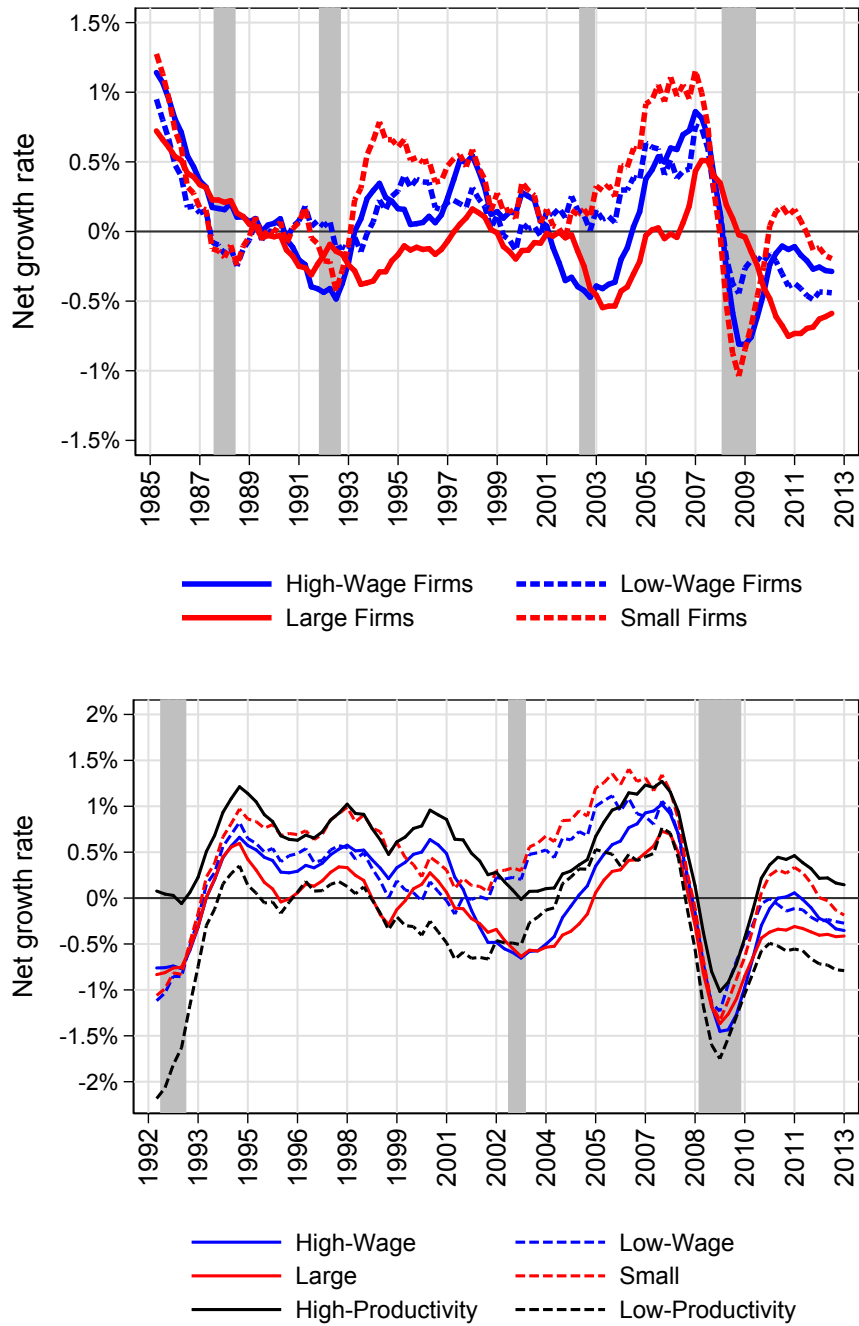 1.5%
1%
0.5%
0%
-0.5%
-1%
-1.5%
Net growth rate
1985 1987 1989 1991 1993 1995 1997 1999 2001 2003 2005 2007 2009 2011 2013
High-Wage Firms Low-Wage Firms
Large Firms Small Firms
2%
1.5%
1%
0.5%
0%
-0.5%
-1%
-1.5%
-2%
Net growth rate
1992 1993 1995 1996 1998 1999 2001 2002 2004 2005 2007 2008 2010 2011 2013
High-Wage Low-Wage
Large Small
High-Productivity Low-Productivity